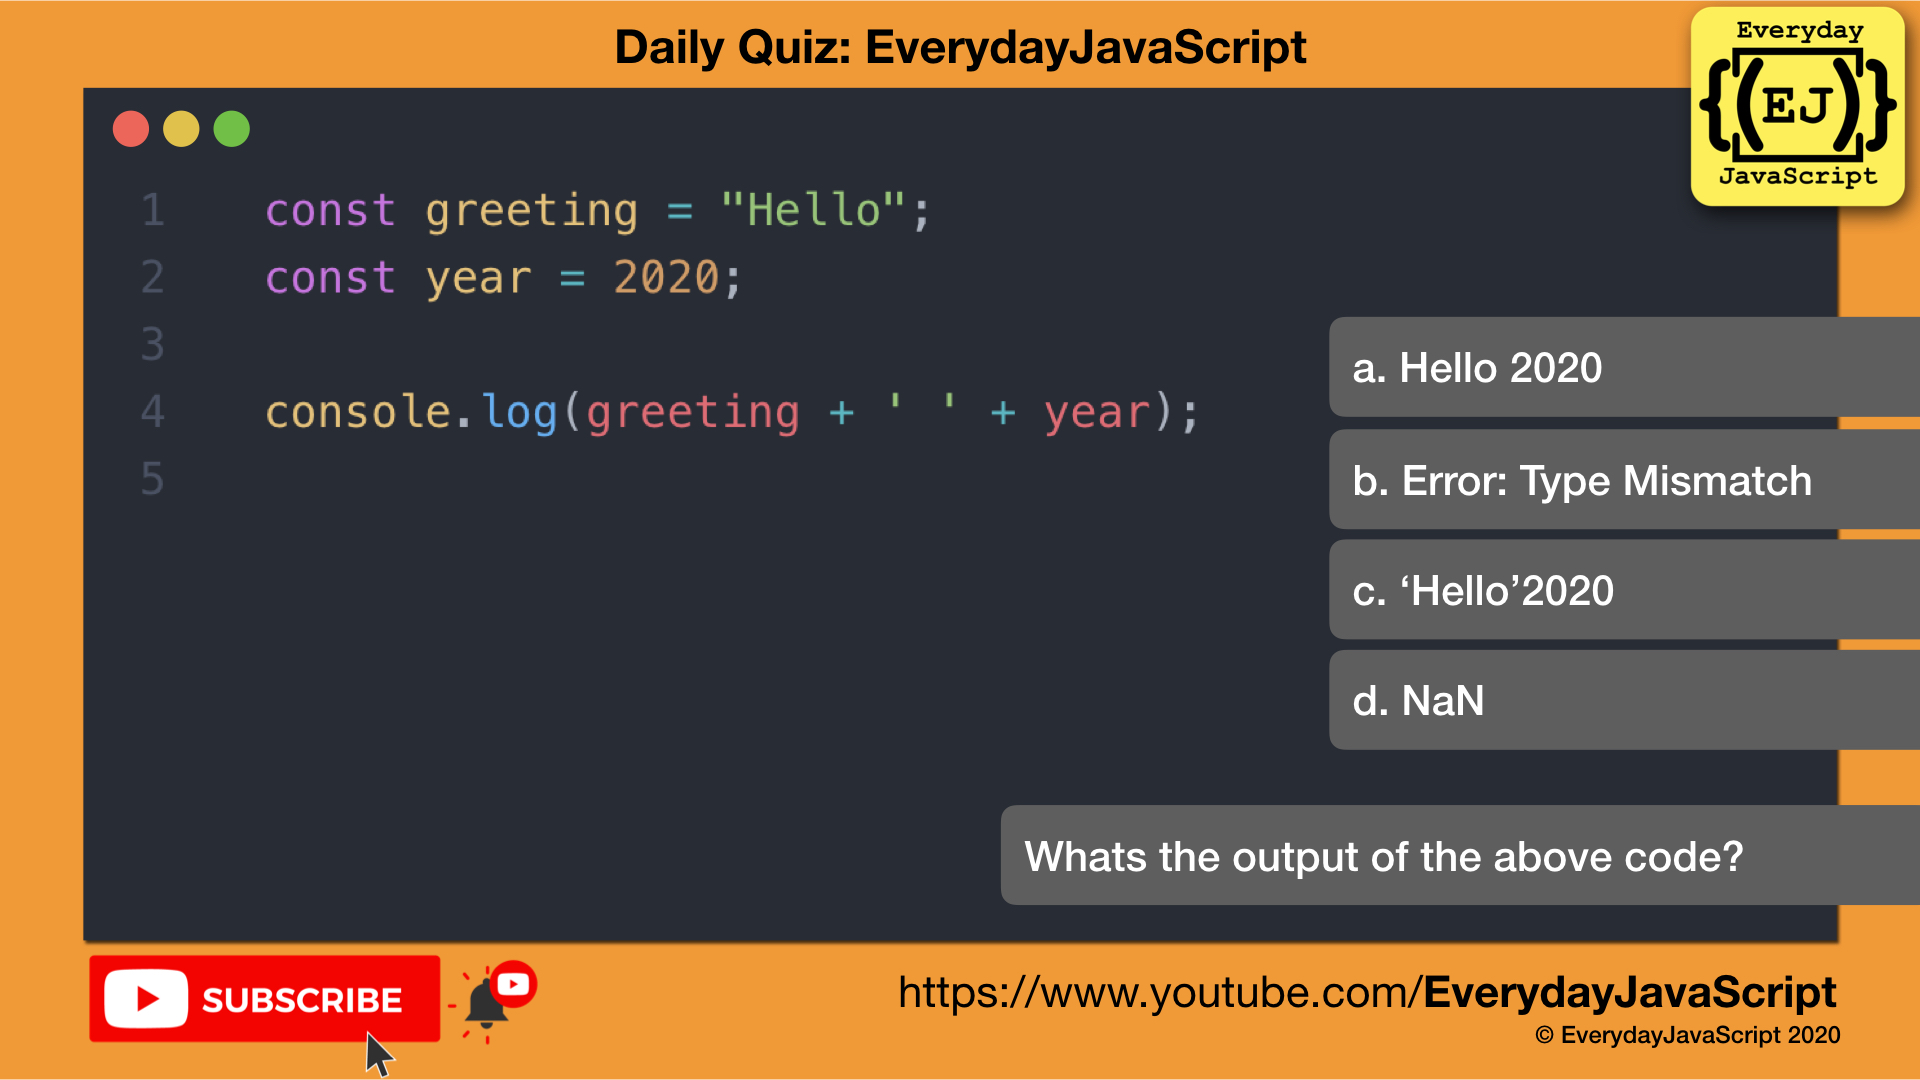 Daily Quiz: EverydayJavaScript
Everyday
{[(EJ)]}
JavaScript
1 const greeting = "Hello";
2 const year = 2020;
3
4 console.log(greeting + ' ' + year);
5
a. Hello 2020
b. Error: Type Mismatch
c. ‘Hello’2020
d. NaN
Whats the output of the above code?
SUBSCRIBE
https://www.youtube.com/EverydayJavaScript
© EverydayJavaScript 2020